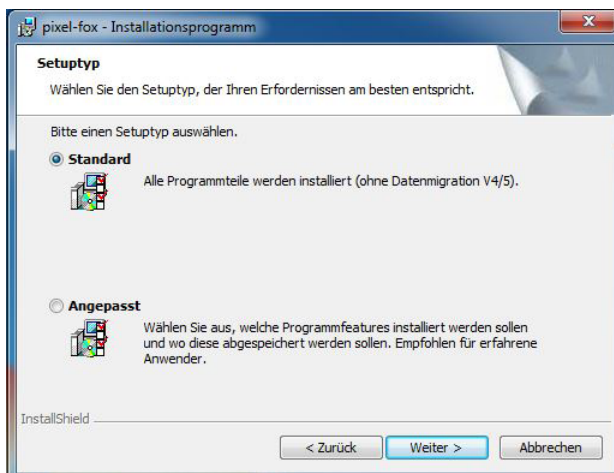 pixel-fox - Installationsprogramm
Setuptyp
Wählen Sie den Setuptyp, der Ihren Erfordernissen am besten entspricht.
Bitte einen Setuptyp auswählen.
Standard
Alle Programmteile werden installiert (ohne Datenmigration V4/5).
Angepasst
Wählen Sie aus, welche Programmfeatures installiert werden sollen
und wo diese abgespeichert werden sollen. Empfohlen für erfahrene
Anwender.
InstallShield
< Zurück
Weiter >
Abbrechen